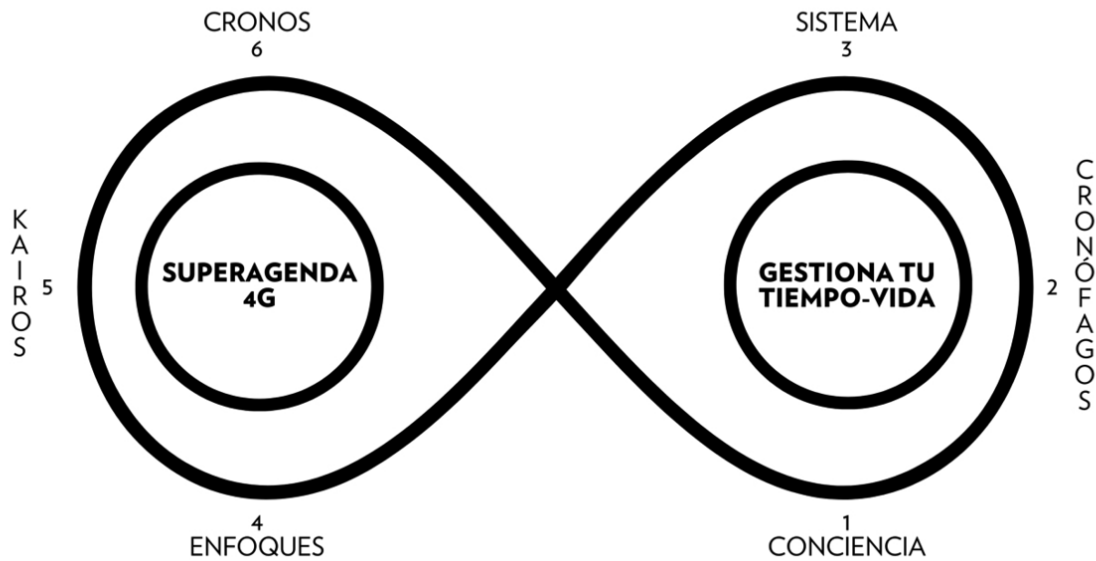 CRONOS
6
SISTEMA
3
KAIROS
5
SUPERAGENDA
4G
GESTIONA TU
TIEMPO-VIDA
2
CRONÓFAGOS
4
ENFOQUES
1
CONCIENCIA